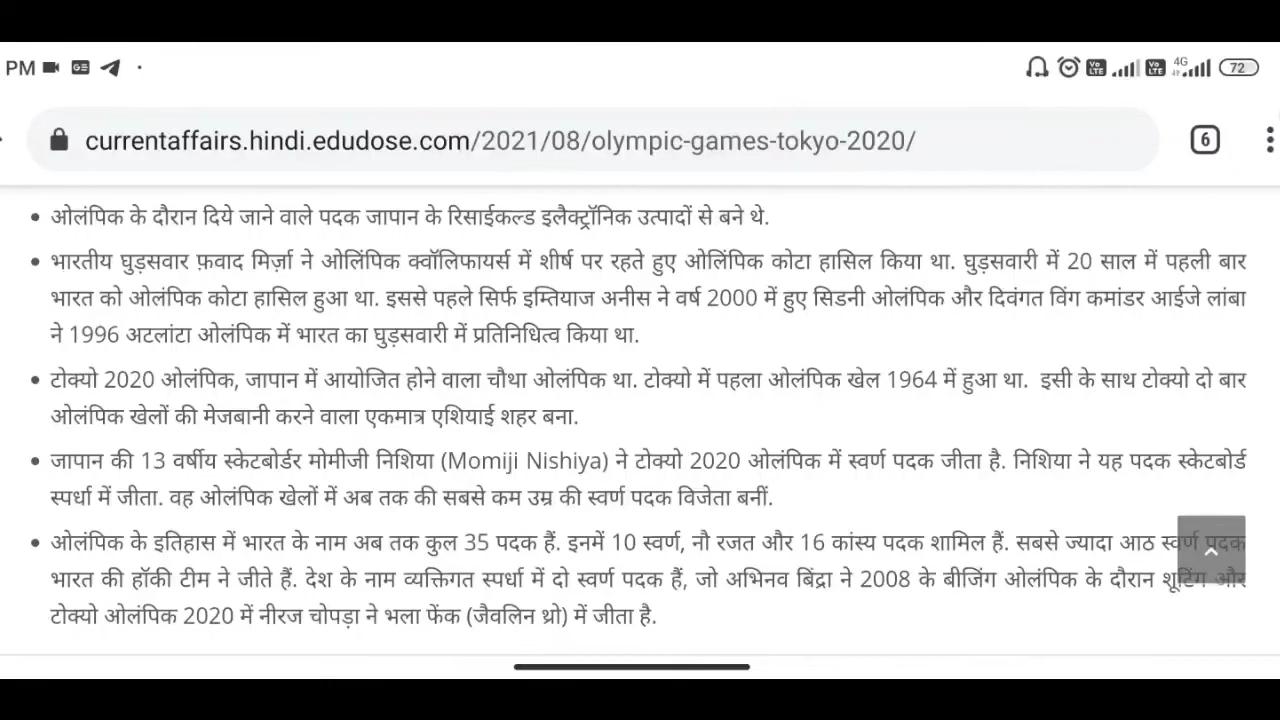 PM
72
4G
currentaffairs.hindi.edudose.com/2021/08/olympic-games-tokyo-2020/
6
ओलंपिक के दौरान दिये जाने वाले पदक जापान के रिसाईकल्ड इलैक्ट्रॉनिक उत्पादों से बने थे.
भारतीय घुड़सवार फ़वाद मिर्ज़ा ने ओलिंपिक क्वॉलिफायर्स में शीर्ष पर रहते हुए ओलिंपिक कोटा हासिल किया था. घुड़सवारी में 20 साल में पहली बार
भारत को ओलंपिक कोटा हासिल हुआ था. इससे पहले सिर्फ इम्तियाज अनीस ने वर्ष 2000 में हुए सिडनी ओलंपिक और दिवंगत विंग कमांडर आईजे लांबा
ने 1996 अटलांटा ओलंपिक में भारत का घुड़सवारी में प्रतिनिधित्व किया था.
टोक्यो 2020 ओलंपिक, जापान में आयोजित होने वाला चौथा ओलंपिक था. टोक्यो में पहला ओलंपिक खेल 1964 में हुआ था. इसी के साथ टोक्यो दो बार
ओलंपिक खेलों की मेजबानी करने वाला एकमात्र एशियाई शहर बना.
जापान की 13 वर्षीय स्केटबोर्डर मोमीजी निशिया (Momiji Nishiya) ने टोक्यो 2020 ओलंपिक में स्वर्ण पदक जीता है. निशिया ने यह पदक स्केटबोर्ड
स्पर्धा में जीता. वह ओलंपिक खेलों में अब तक की सबसे कम उम्र की स्वर्ण पदक विजेता बनीं.
ओलंपिक के इतिहास में भारत के नाम अब तक कुल 35 पदक हैं. इनमें 10 स्वर्ण, नौ रजत और 16 कांस्य पदक शामिल हैं. सबसे ज्यादा आठ स्वर्ण पदक
भारत की हॉकी टीम ने जीते हैं. देश के नाम व्यक्तिगत स्पर्धा में दो स्वर्ण पदक हैं, जो अभिनव बिंद्रा ने 2008 के बीजिंग ओलंपिक के दौरान शूटिंग और
टोक्यो ओलंपिक 2020 में नीरज चोपड़ा ने भला फेंक (जैवलिन थ्रो) में जीता है.